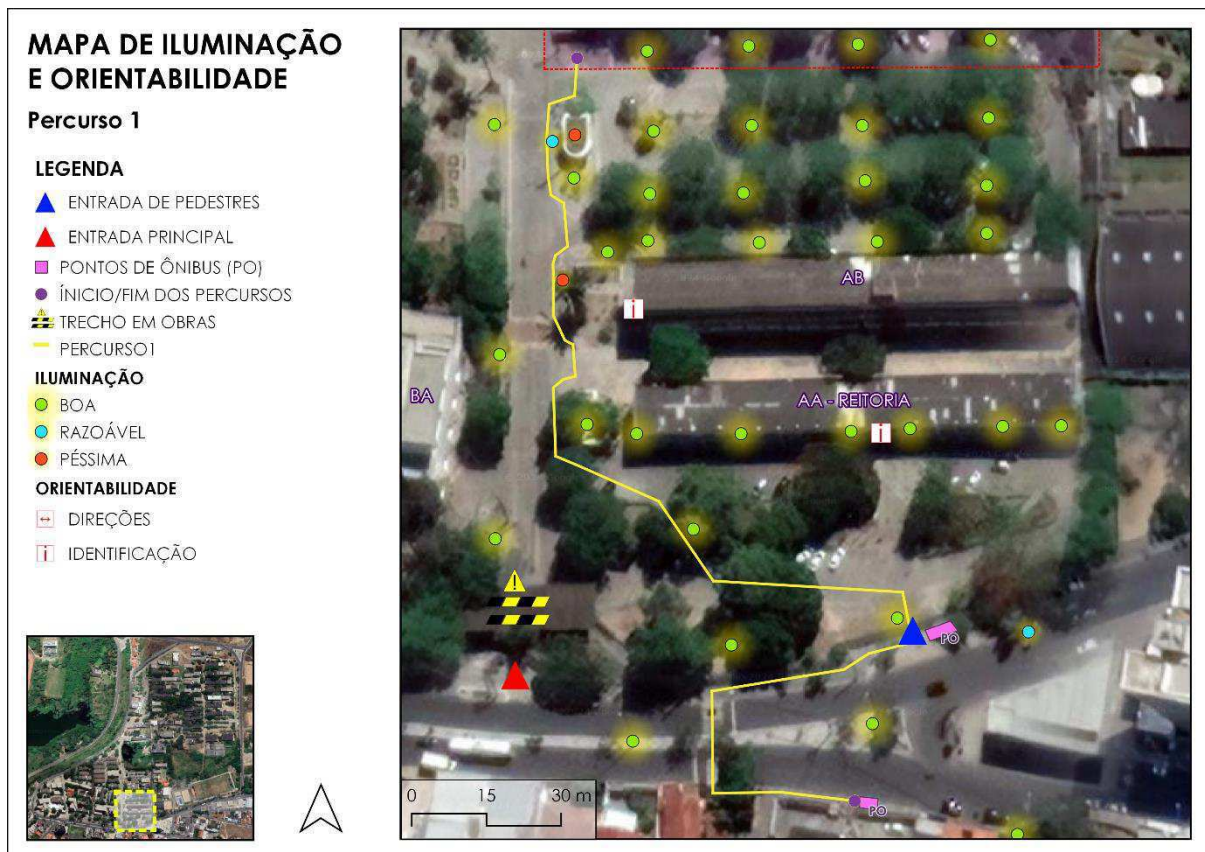 MAPA DE ILUMINAÇÃO
E ORIENTABILIDADE
Percurso 1
LEGENDA
ENTRADA DE PEDESTRES
ENTRADA PRINCIPAL
PONTOS DE ÔNIBUS (PO)
ÍNICIO/FIM DOS PERCURSOS
TRECHO EM OBRAS
PERCURSO1
ILUMINAÇÃO
BOA
RAZOÁVEL
PÉSSIMA
ORIENTABILIDADE
DIREÇÕES
i IDENTIFICAÇÃO
AB
i
BA
AA - REITORIA
i
PO
0 15 30 m
PO